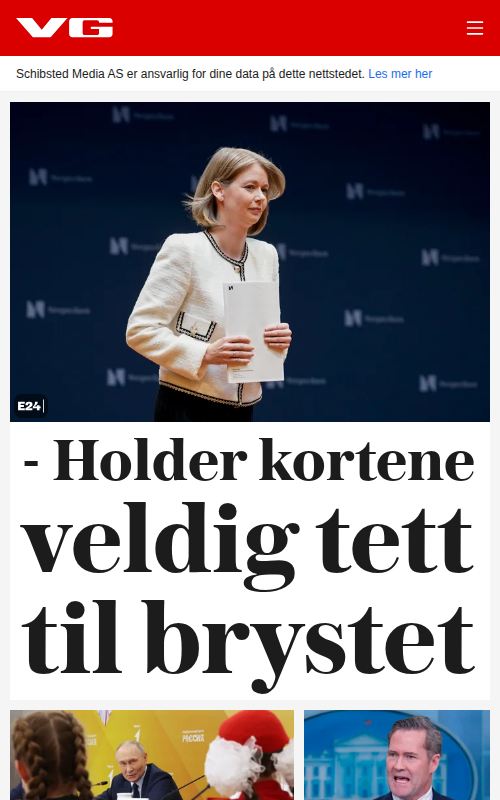 VG
Schibsted Media AS er ansvarlig for dine data på dette nettstedet. Les mer her
E24
- Holder kortene
veldig tett
til brystet